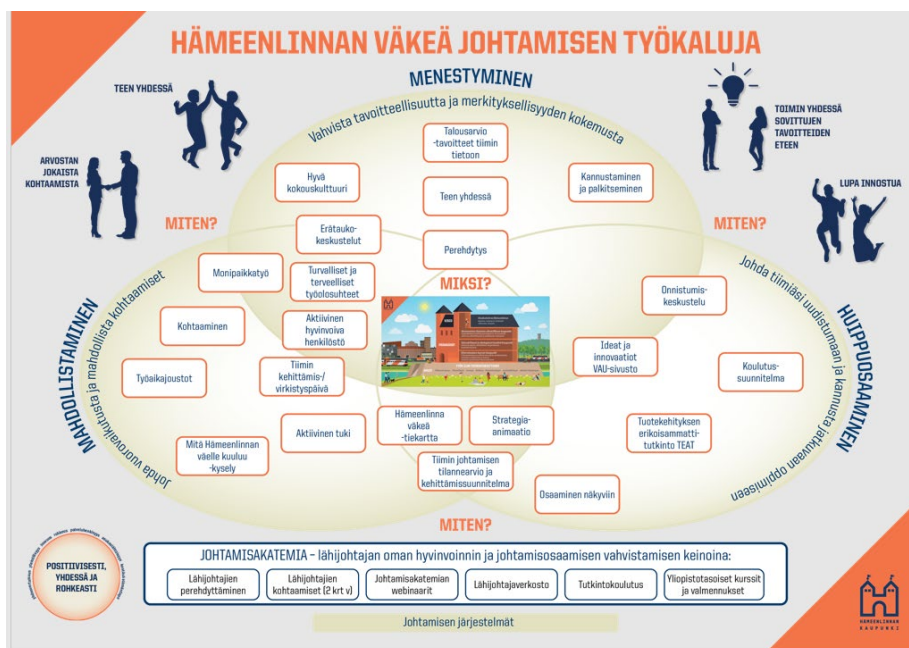 HÄMEENLINNAN VÄKEÄ JOHTAMISEN TYÖKALUJA
MENESTYMINEN
Vahvista tavoitteellisuutta ja merkityksellisyyden kokemusta
TEEN YHDESSÄ
ARVOSTAN
JOKAISTA
KOHTAAMISTA
TOIMIN YHDESSÄ
SOVITTUJEN
TAVOITTEIDEN
ETEEN
LUPA INNOSTUA
Talousarvio
-tavoitteet tiimin
tietoon
Hyvä
kokouskulttuuri
Teen yhdessä
Kannustaminen
ja palkitseminen
MITEN?
MITEN?
Erätauko-
keskustelut
Perehdytys
Monipaikkatyö
Turvalliset ja
terveelliset
työolosuhteet
MIKSI?
Onnistumis-
keskustelu
MAHDOLLISTAMINEN
Johda vuorovaikutusta ja mahdollista kohtaamiset
HUIPPUOSAAMINEN
Johda tiimiäsi uudistumaan ja kannusta jatkuvaan oppimiseen
Kohtaaminen
Aktiivinen
hyvinvoiva
henkilöstö
Ideat ja
innovaatiot
VAU-sivusto
Työaikajoustot
Tiimin
kehittämis-/
virkistyspäivä
Koulutus-
suunnitelma
Mitä Hämeenlinnan
väelle kuuluu
-kysely
Aktiivinen tuki
Hämeenlinna
väkeä
-tiekartta
Strategia-
animaatio
Tuotekehityksen
erikoisammatti-
tutkinto TEAT
Tiimin johtamisen
tilannearvio ja
kehittämissuunnitelma
Osaaminen näkyviin
MITEN?
POSITIIVISESTI,
YHDESSÄ JA
ROHKEASTI
JOHTAMISAKATEMIA – lähijohtajan oman hyvinvoinnin ja johtamisosaamisen vahvistamisen keinoina:
Lähijohtajien
perehdyttäminen
Lähijohtajien
kohtaamiset (2 krt v)
Johtamisakatemian
webinaarit
Lähijohtajaverkosto
Tutkintokoulutus
Yliopistotasoiset kurssit
ja valmennukset
Johtamisen järjestelmät
HÄMEENLINNAN
KAUPUNKI